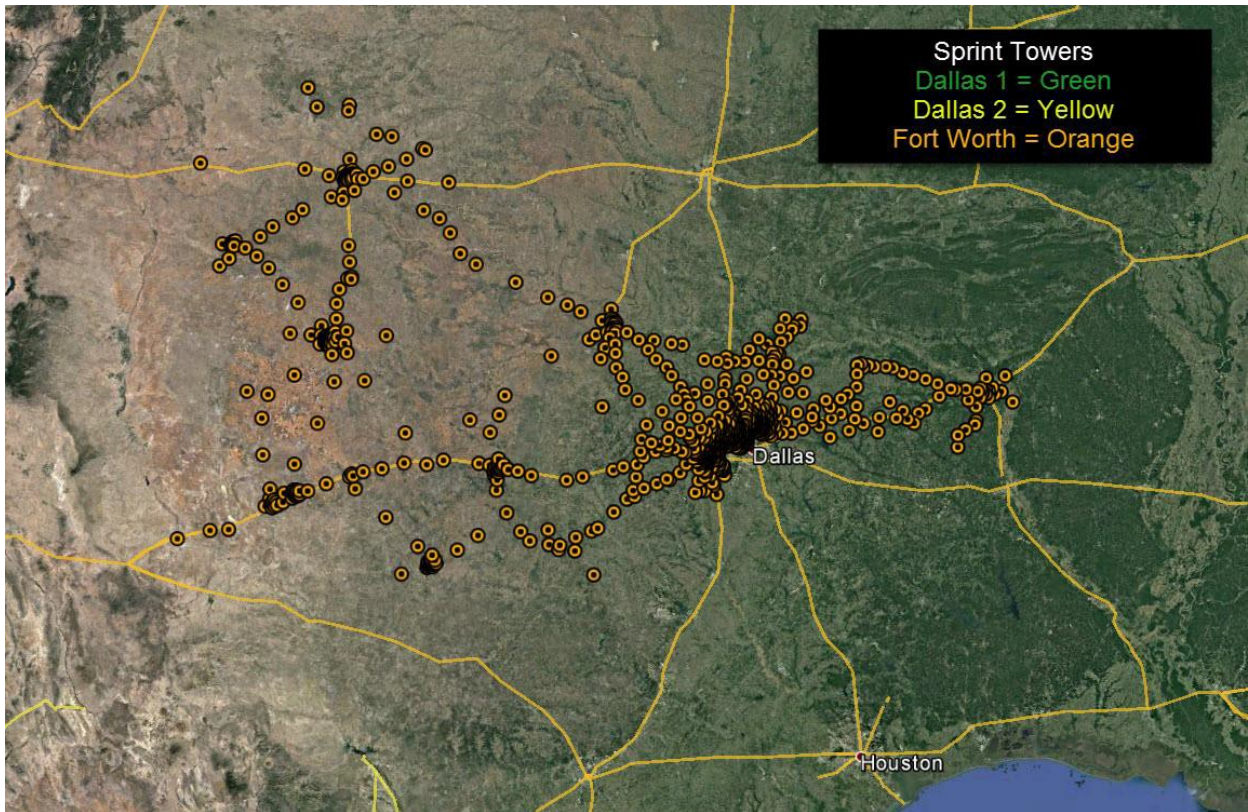 Sprint Towers
Dallas 1 = Green
Dallas 2 = Yellow
Fort Worth = Orange
Dallas
Houston